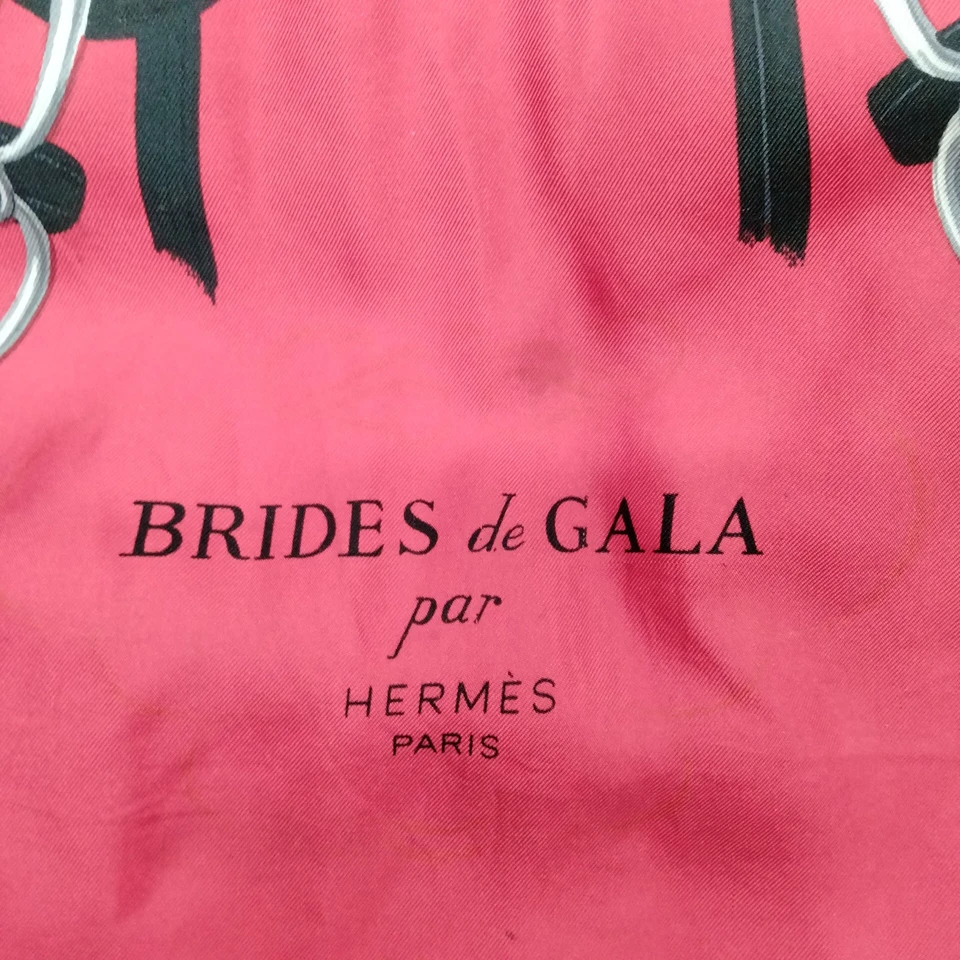 BRIDES de GALA
par
HERMÈS
PARIS